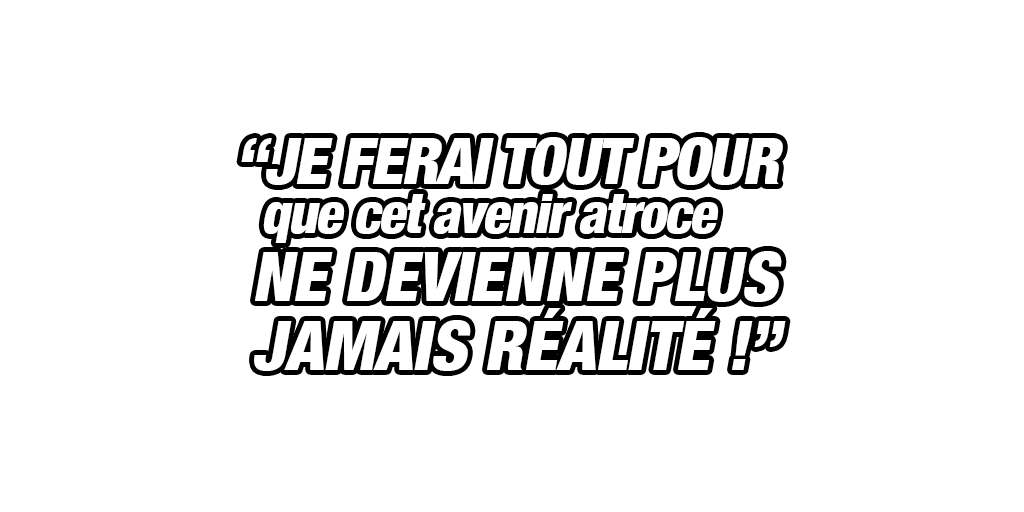 “JE FERAI TOUT POUR
que cet avenir atroce
NE DEVIENNE PLUS
JAMAIS RÉALITÉ !”